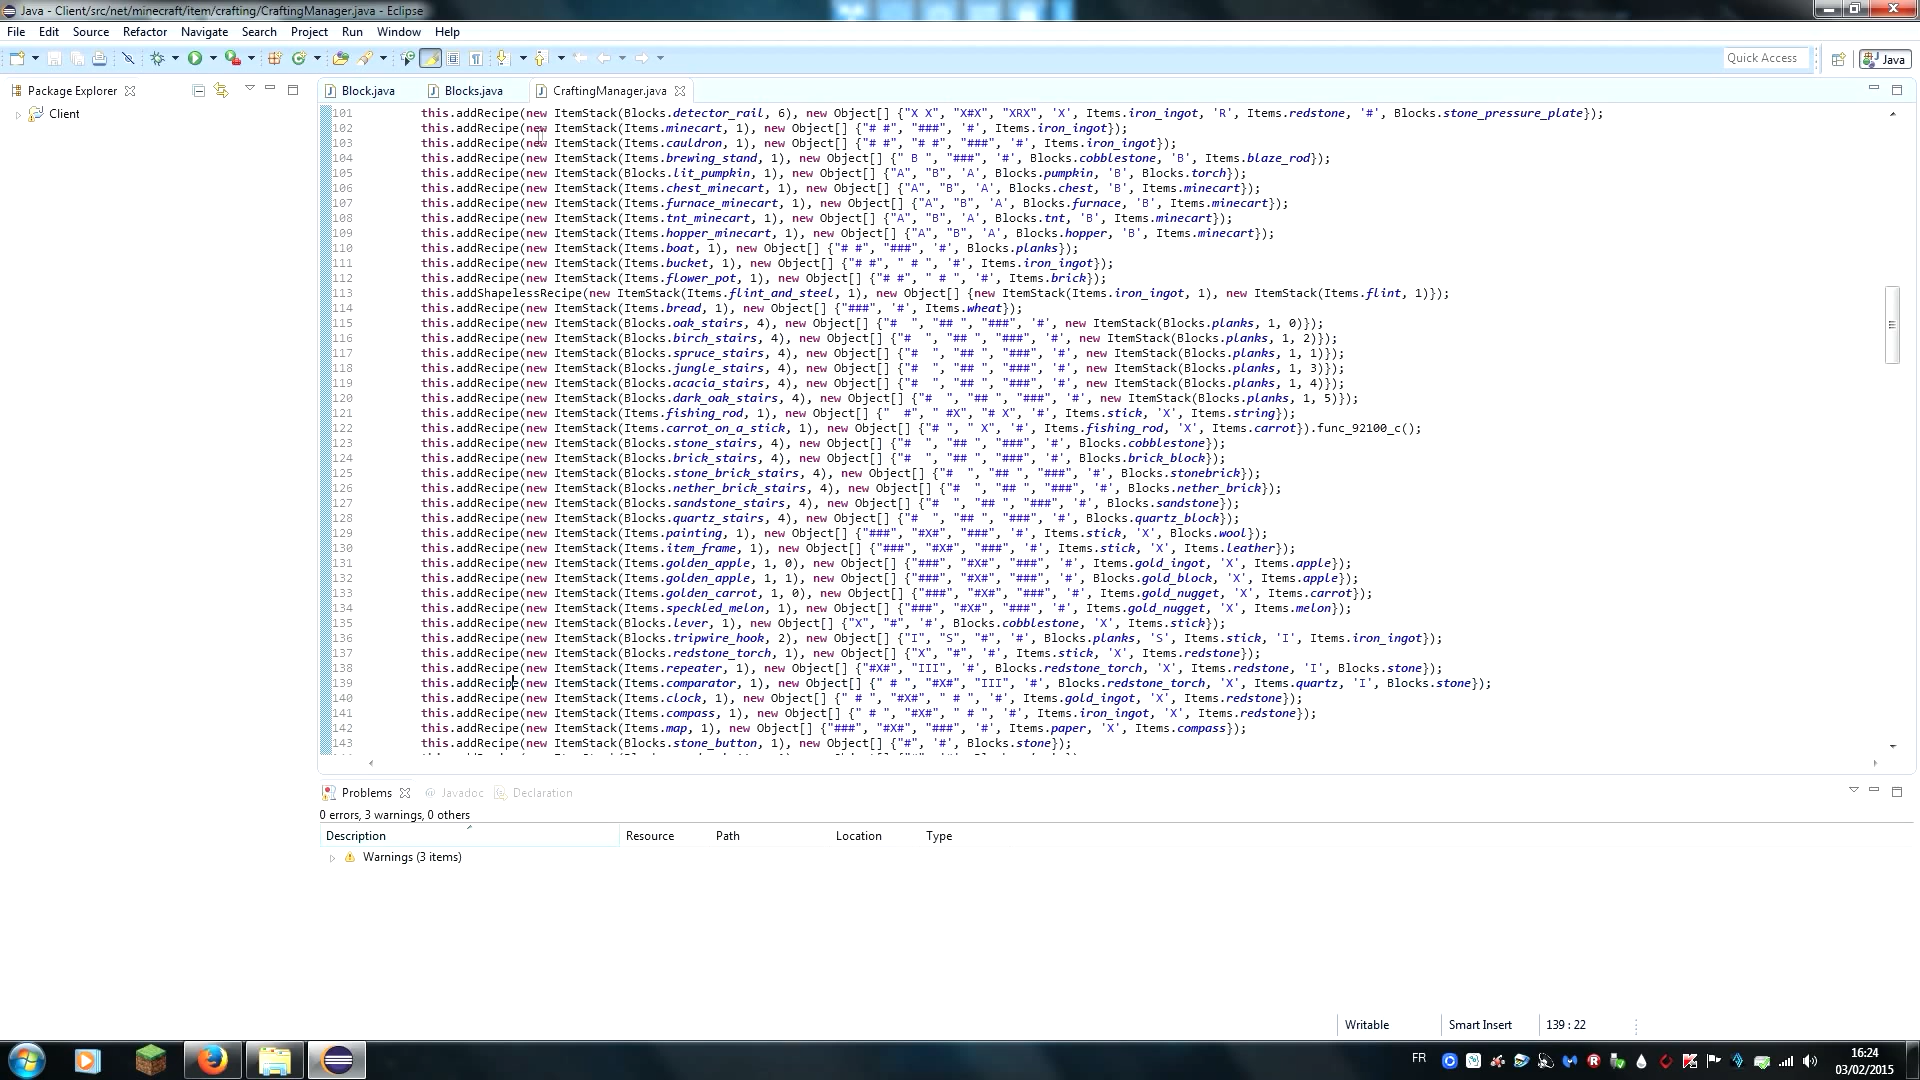 Java - Client/src/net/minecraft/item/crafting/CraftingManager.java - Eclipse
File Edit Source Refactor Navigate Search Project Run Window Help
Quick Access Java
Package Explorer
Client
Block.java Blocks.java CraftingManager.java
101 this.addRecipe(new ItemStack(Blocks.detector_rail, 6), new Object[] {"X X", "X#X", "XRX", 'X', Items.iron_ingot, 'R', Items.redstone, '#', Blocks.stone_pressure_plate});
102 this.addRecipe(new ItemStack(Items.minecart, 1), new Object[] {"# #", "###", '#', Items.iron_ingot});
103 this.addRecipe(new ItemStack(Items.cauldron, 1), new Object[] {"# #", "# #", "###", '#', Items.iron_ingot});
104 this.addRecipe(new ItemStack(Items.brewing_stand, 1), new Object[] {" B ", "###", '#', Blocks.cobblestone, 'B', Items.blaze_rod});
105 this.addRecipe(new ItemStack(Blocks.lit_pumpkin, 1), new Object[] {"A", "B", 'A', Blocks.pumpkin, 'B', Blocks.torch});
106 this.addRecipe(new ItemStack(Items.chest_minecart, 1), new Object[] {"A", "B", 'A', Blocks.chest, 'B', Items.minecart});
107 this.addRecipe(new ItemStack(Items.furnace_minecart, 1), new Object[] {"A", "B", 'A', Blocks.furnace, 'B', Items.minecart});
108 this.addRecipe(new ItemStack(Items.tnt_minecart, 1), new Object[] {"A", "B", 'A', Blocks.tnt, 'B', Items.minecart});
109 this.addRecipe(new ItemStack(Items.hopper_minecart, 1), new Object[] {"A", "B", 'A', Blocks.hopper, 'B', Items.minecart});
110 this.addRecipe(new ItemStack(Items.boat, 1), new Object[] {"# #", "###", '#', Blocks.planks});
111 this.addRecipe(new ItemStack(Items.bucket, 1), new Object[] {"# #", " # ", '#', Items.iron_ingot});
112 this.addRecipe(new ItemStack(Items.flower_pot, 1), new Object[] {"# #", " # ", '#', Items.brick});
113 this.addShapelessRecipe(new ItemStack(Items.flint_and_steel, 1), new Object[] {new ItemStack(Items.iron_ingot, 1), new ItemStack(Items.flint, 1)});
114 this.addRecipe(new ItemStack(Items.bread, 1), new Object[] {"###", '#', Items.wheat});
115 this.addRecipe(new ItemStack(Blocks.oak_stairs, 4), new Object[] {"#  ", "## ", "###", '#', new ItemStack(Blocks.planks, 1, 0)});
116 this.addRecipe(new ItemStack(Blocks.birch_stairs, 4), new Object[] {"#  ", "## ", "###", '#', new ItemStack(Blocks.planks, 1, 2)});
117 this.addRecipe(new ItemStack(Blocks.spruce_stairs, 4), new Object[] {"#  ", "## ", "###", '#', new ItemStack(Blocks.planks, 1, 1)});
118 this.addRecipe(new ItemStack(Blocks.jungle_stairs, 4), new Object[] {"#  ", "## ", "###", '#', new ItemStack(Blocks.planks, 1, 3)});
119 this.addRecipe(new ItemStack(Blocks.acacia_stairs, 4), new Object[] {"#  ", "## ", "###", '#', new ItemStack(Blocks.planks, 1, 4)});
120 this.addRecipe(new ItemStack(Blocks.dark_oak_stairs, 4), new Object[] {"#  ", "## ", "###", '#', new ItemStack(Blocks.planks, 1, 5)});
121 this.addRecipe(new ItemStack(Items.fishing_rod, 1), new Object[] {"  #", " #X", "# X", '#', Items.stick, 'X', Items.string});
122 this.addRecipe(new ItemStack(Items.carrot_on_a_stick, 1), new Object[] {"# ", " X", '#', Items.fishing_rod, 'X', Items.carrot}).func_92100_c();
123 this.addRecipe(new ItemStack(Blocks.stone_stairs, 4), new Object[] {"#  ", "## ", "###", '#', Blocks.cobblestone});
124 this.addRecipe(new ItemStack(Blocks.brick_stairs, 4), new Object[] {"#  ", "## ", "###", '#', Blocks.brick_block});
125 this.addRecipe(new ItemStack(Blocks.stone_brick_stairs, 4), new Object[] {"#  ", "## ", "###", '#', Blocks.stonebrick});
126 this.addRecipe(new ItemStack(Blocks.nether_brick_stairs, 4), new Object[] {"#  ", "## ", "###", '#', Blocks.nether_brick});
127 this.addRecipe(new ItemStack(Blocks.sandstone_stairs, 4), new Object[] {"#  ", "## ", "###", '#', Blocks.sandstone});
128 this.addRecipe(new ItemStack(Blocks.quartz_stairs, 4), new Object[] {"#  ", "## ", "###", '#', Blocks.quartz_block});
129 this.addRecipe(new ItemStack(Items.painting, 1), new Object[] {"###", "#X#", "###", '#', Items.stick, 'X', Blocks.wool});
130 this.addRecipe(new ItemStack(Items.item_frame, 1), new Object[] {"###", "#X#", "###", '#', Items.stick, 'X', Items.leather});
131 this.addRecipe(new ItemStack(Items.golden_apple, 1, 0), new Object[] {"###", "#X#", "###", '#', Items.gold_ingot, 'X', Items.apple});
132 this.addRecipe(new ItemStack(Items.golden_apple, 1, 1), new Object[] {"###", "#X#", "###", '#', Blocks.gold_block, 'X', Items.apple});
133 this.addRecipe(new ItemStack(Items.golden_carrot, 1, 0), new Object[] {"###", "#X#", "###", '#', Items.gold_nugget, 'X', Items.carrot});
134 this.addRecipe(new ItemStack(Items.speckled_melon, 1), new Object[] {"###", "#X#", "###", '#', Items.gold_nugget, 'X', Items.melon});
135 this.addRecipe(new ItemStack(Blocks.lever, 1), new Object[] {"X", "#", '#', Blocks.cobblestone, 'X', Items.stick});
136 this.addRecipe(new ItemStack(Blocks.tripwire_hook, 2), new Object[] {"I", "S", "#", '#', Blocks.planks, 'S', Items.stick, 'I', Items.iron_ingot});
137 this.addRecipe(new ItemStack(Blocks.redstone_torch, 1), new Object[] {"X", "#", '#', Items.stick, 'X', Items.redstone});
138 this.addRecipe(new ItemStack(Items.repeater, 1), new Object[] {"#X#", "III", '#', Blocks.redstone_torch, 'X', Items.redstone, 'I', Blocks.stone});
139 this.addRecipe(new ItemStack(Items.comparator, 1), new Object[] {" # ", "#X#", "III", '#', Blocks.redstone_torch, 'X', Items.quartz, 'I', Blocks.stone});
140 this.addRecipe(new ItemStack(Items.clock, 1), new Object[] {" # ", "#X#", " # ", '#', Items.gold_ingot, 'X', Items.redstone});
141 this.addRecipe(new ItemStack(Items.compass, 1), new Object[] {" # ", "#X#", " # ", '#', Items.iron_ingot, 'X', Items.redstone});
142 this.addRecipe(new ItemStack(Items.map, 1), new Object[] {"###", "#X#", "###", '#', Items.paper, 'X', Items.compass});
143 this.addRecipe(new ItemStack(Blocks.stone_button, 1), new Object[] {"#", '#', Blocks.stone});
Problems Javadoc Declaration
0 errors, 3 warnings, 0 others
Description Resource Path Location Type
Warnings (3 items)
Writable Smart Insert 139 : 22
FR
16:24
03/02/2015